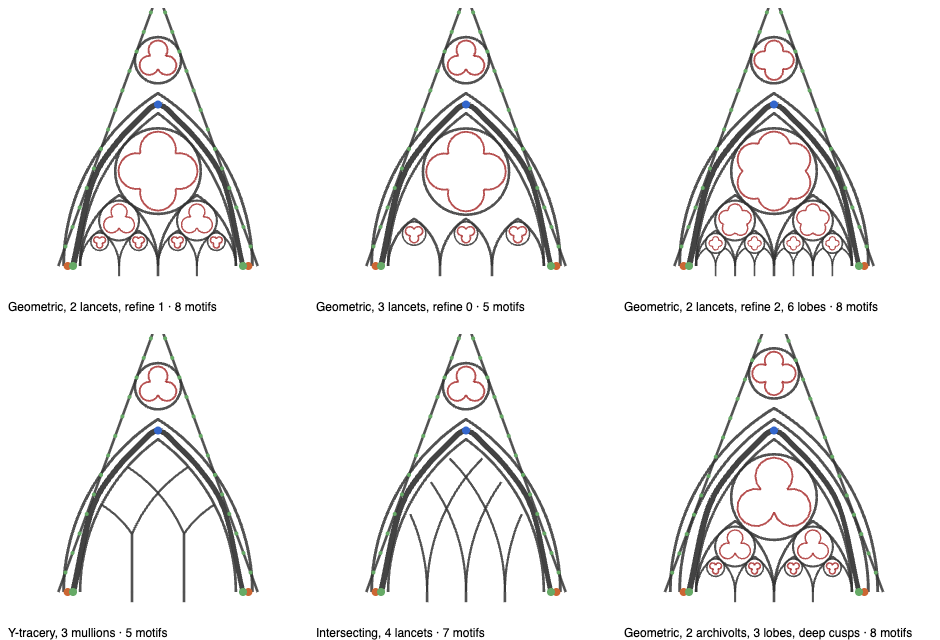 Geometric, 2 lancets, refine 1 · 8 motifs
Geometric, 3 lancets, refine 0 · 5 motifs
Geometric, 2 lancets, refine 2, 6 lobes · 8 motifs
Y-tracery, 3 mullions · 5 motifs
Intersecting, 4 lancets · 7 motifs
Geometric, 2 archivolts, 3 lobes, deep cusps · 8 motifs